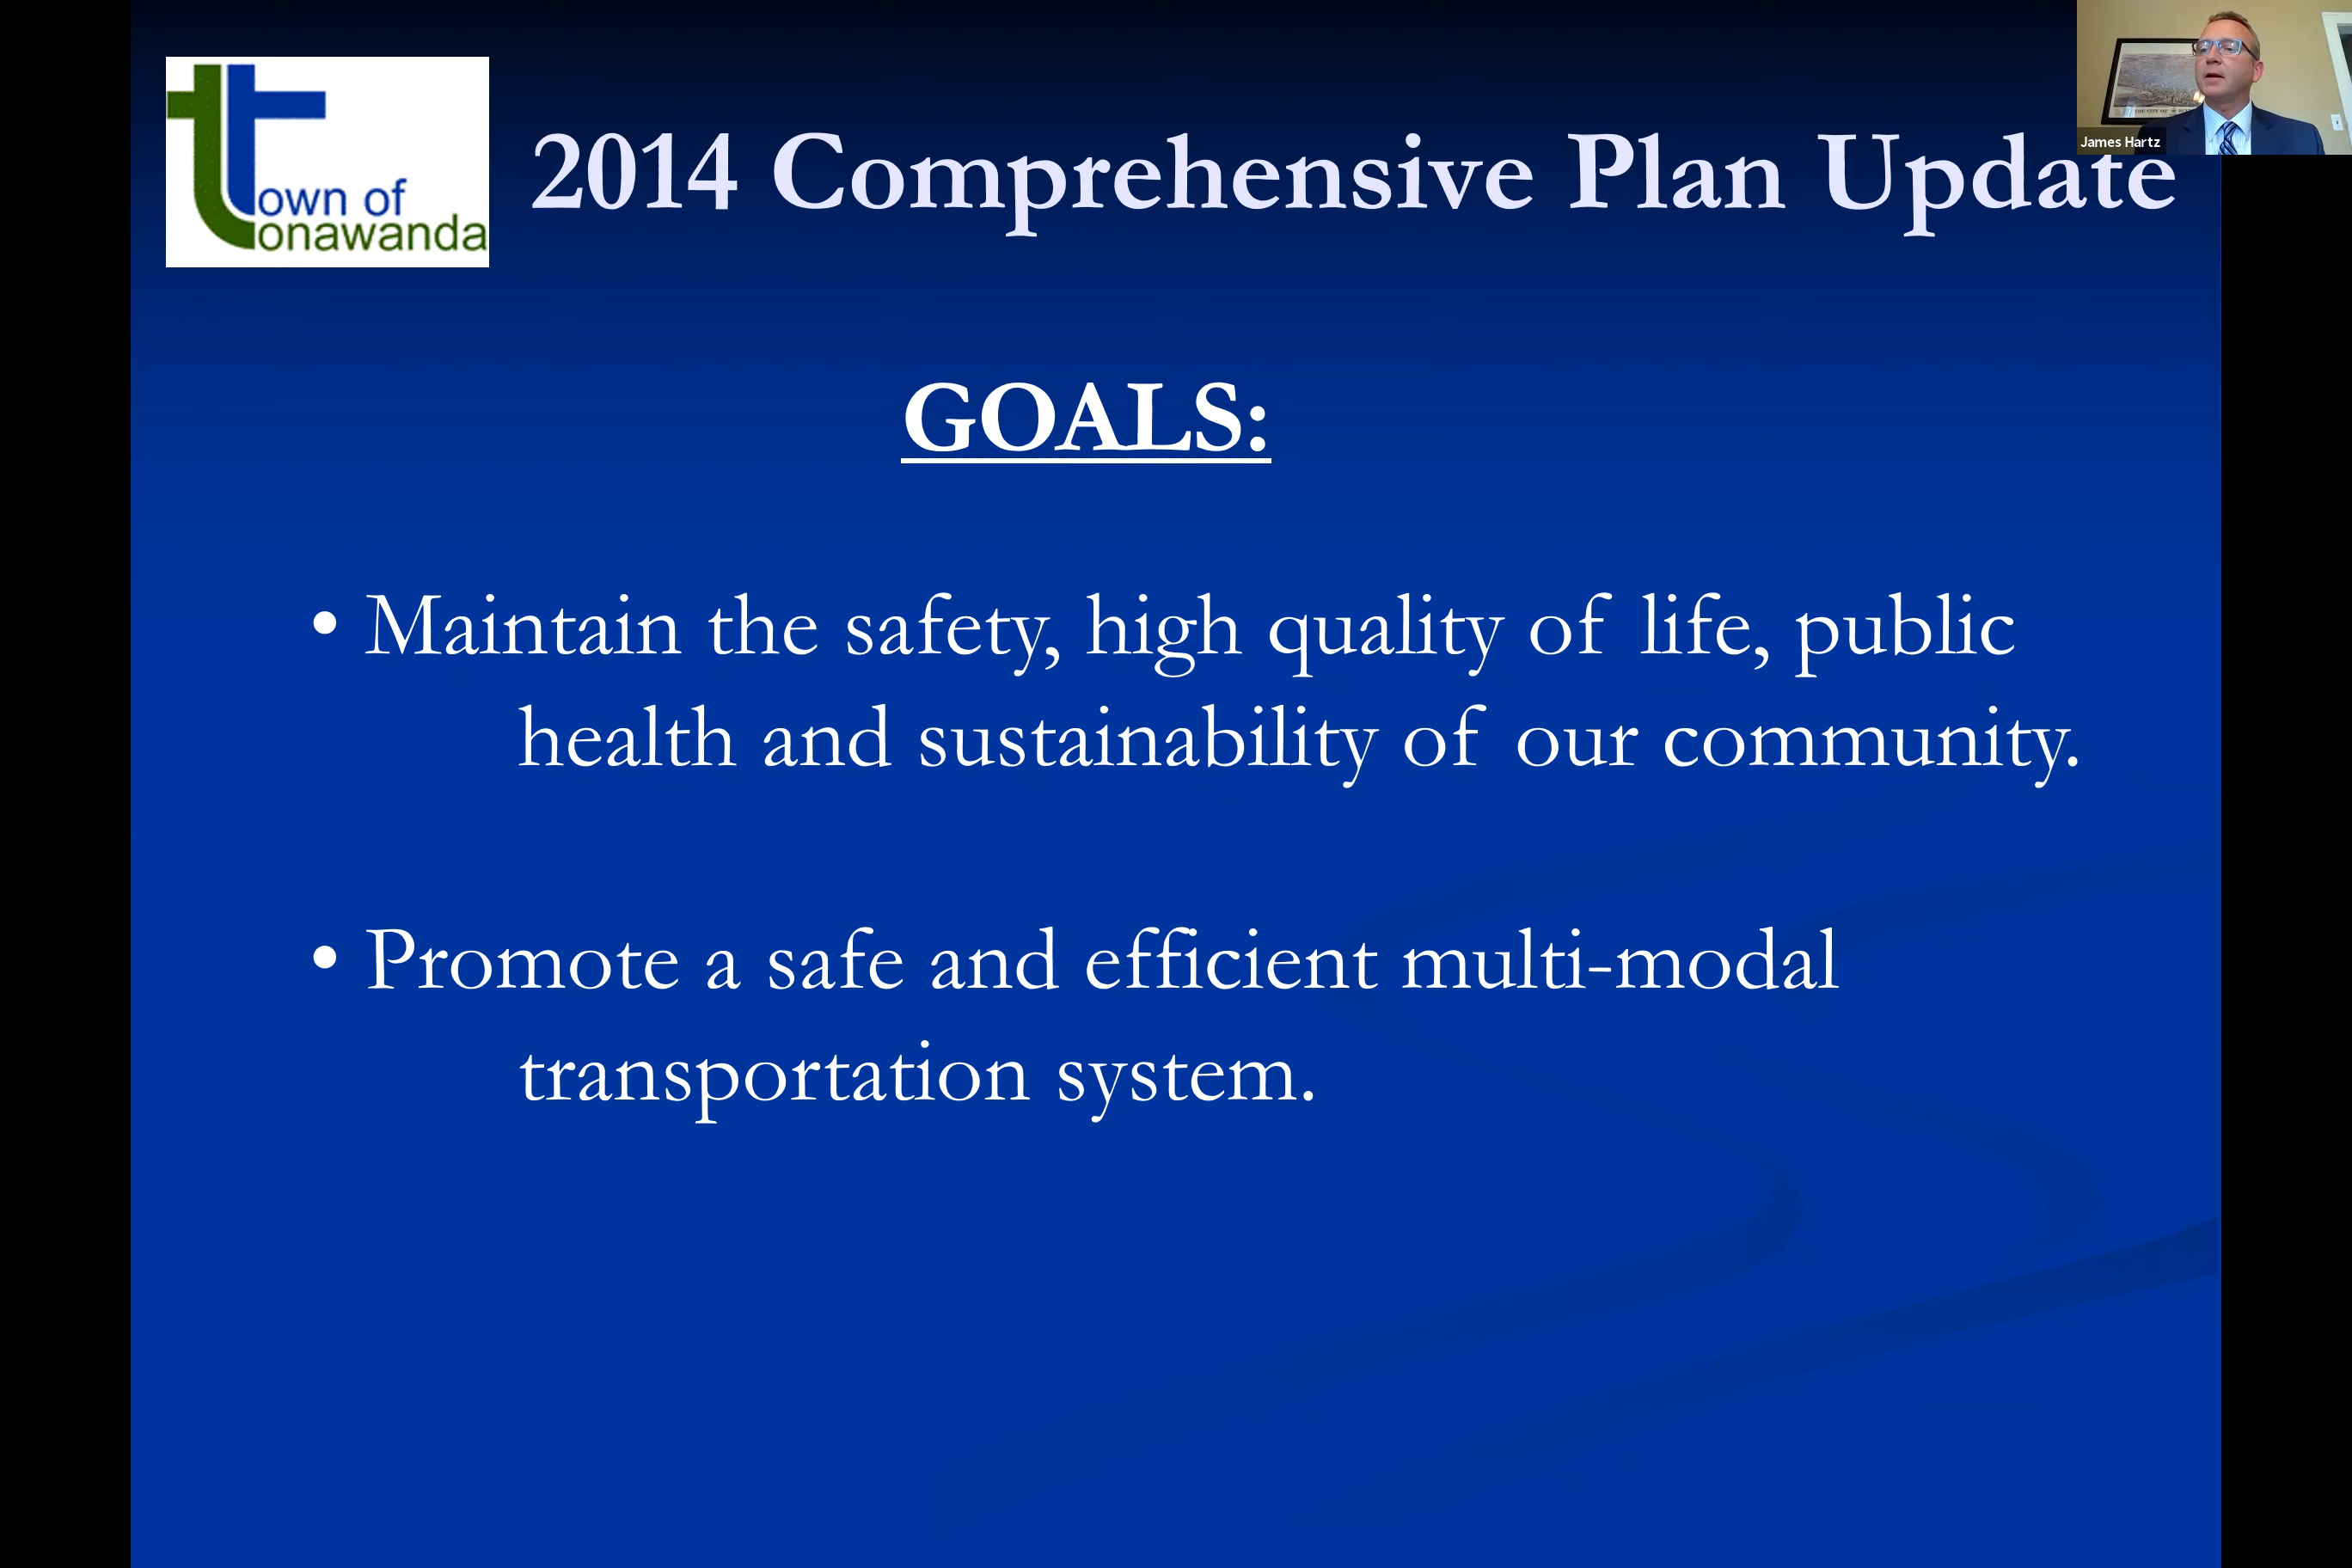 town of
tonawanda
2014 Comprehensive Plan Update
James Hartz
GOALS:
• Maintain the safety, high quality of life, public
health and sustainability of our community.
• Promote a safe and efficient multi-modal
transportation system.